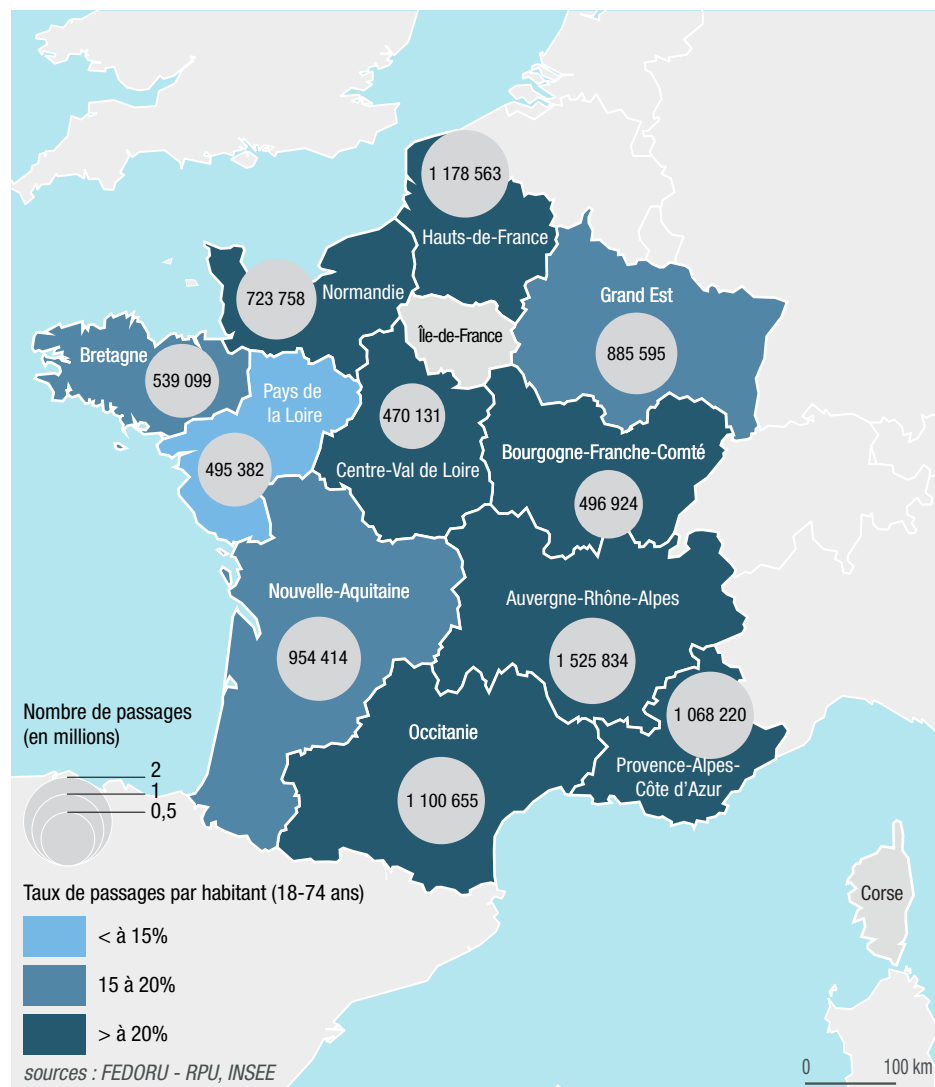 1 178 563
Hauts-de-France
723 758
Normandie
Grand Est
885 595
Île-de-France
Bretagne
539 099
Pays de
la Loire
495 382
470 131
Centre-Val de Loire
Bourgogne-Franche-Comté
496 924
Nouvelle-Aquitaine
954 414
Auvergne-Rhône-Alpes
1 525 834
1 068 220
Provence-Alpes-
Côte d'Azur
Occitanie
1 100 655
Corse
Nombre de passages
(en millions)
2
1
0,5
Taux de passages par habitant (18-74 ans)
< à 15%
15 à 20%
> à 20%
sources : FEDORU - RPU, INSEE
0 100 km